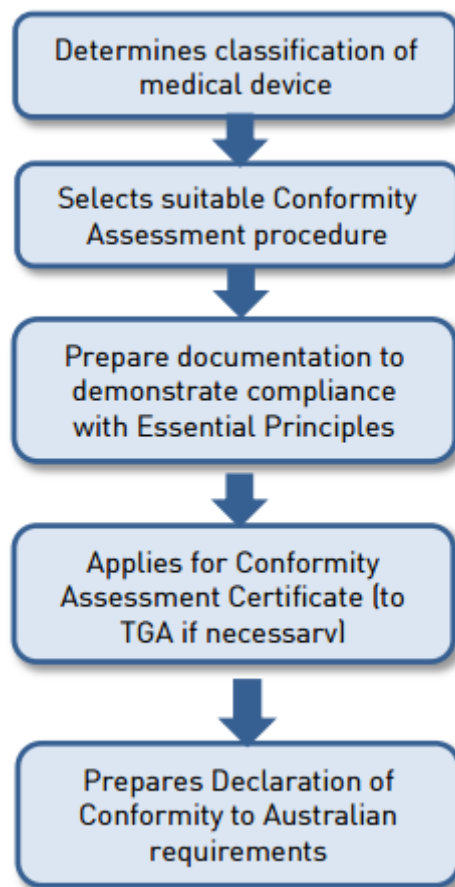 Determines classification of
medical device
Selects suitable Conformity
Assessment procedure
Prepare documentation to
demonstrate compliance
with Essential Principles
Applies for Conformity
Assessment Certificate (to
TGA if necessary)
Prepares Declaration of
Conformity to Australian
requirements